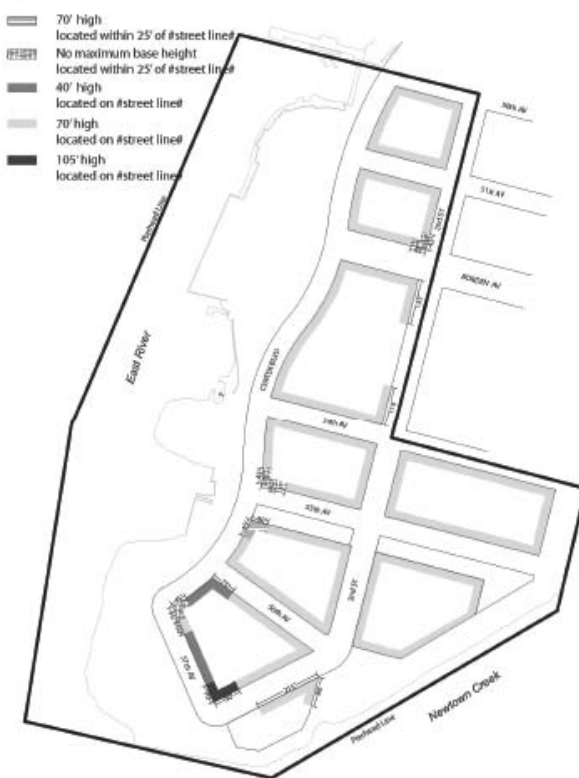 70' high
located within 25' of #street line#
No maximum base height
located within 25' of #street line#
40' high
located on #street line#
70' high
located on #street line#
105' high
located on #street line#
50th AV
51th AV
2nd ST
BORDEN AV
Pierhead Line
East River
CENTER BLVD
54th AV
55th AV
56th AV
2nd ST
57th AV
Pierhead Line
Newtown Creek